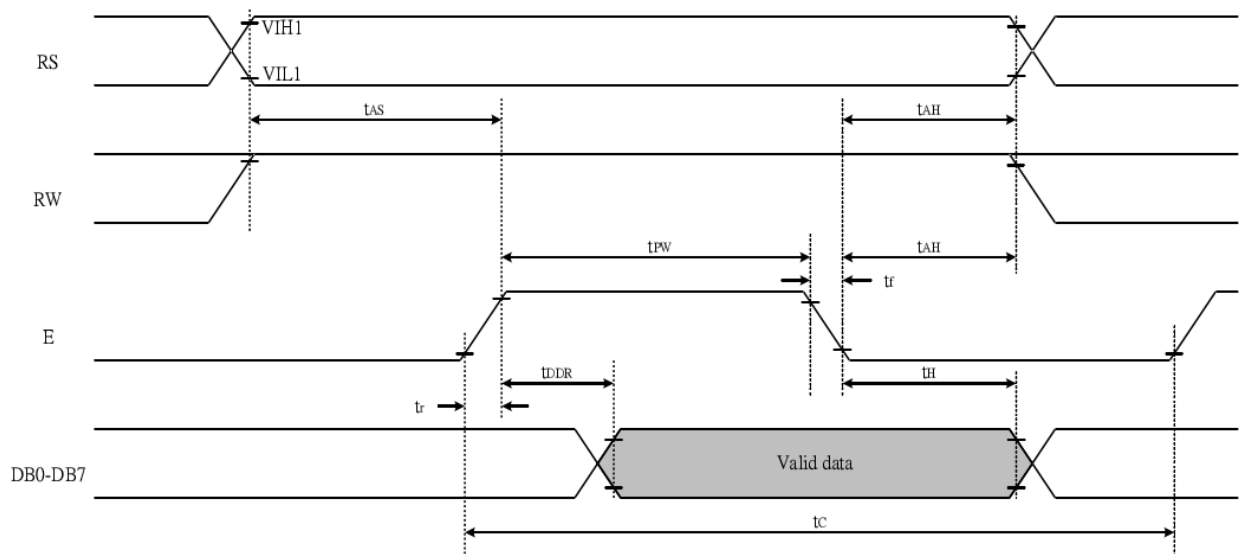 RS
VIH1
VIL1
tAS
tAH
RW
tPW
tAH
tf
E
tDDR
tH
tr
DB0-DB7
Valid data
tC